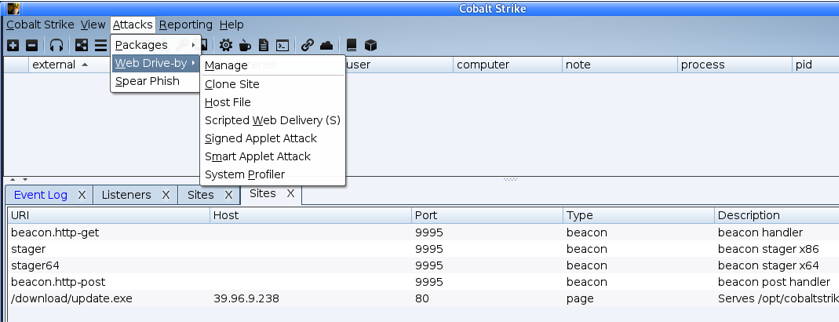 Cobalt Strike
Cobalt Strike View Attacks Reporting Help
Packages
Web Drive-by
Spear Phish
Manage
Clone Site
Host File
Scripted Web Delivery (S)
Signed Applet Attack
Smart Applet Attack
System Profiler
external user computer note process pid
Event Log X Listeners X Sites X Sites X
URI Host Port Type Description
beacon.http-get 9995 beacon beacon handler
stager 9995 beacon beacon stager x86
stager64 9995 beacon beacon stager x64
beacon.http-post 9995 beacon beacon post handler
/download/update.exe 39.96.9.238 80 page Serves /opt/cobaltstrik